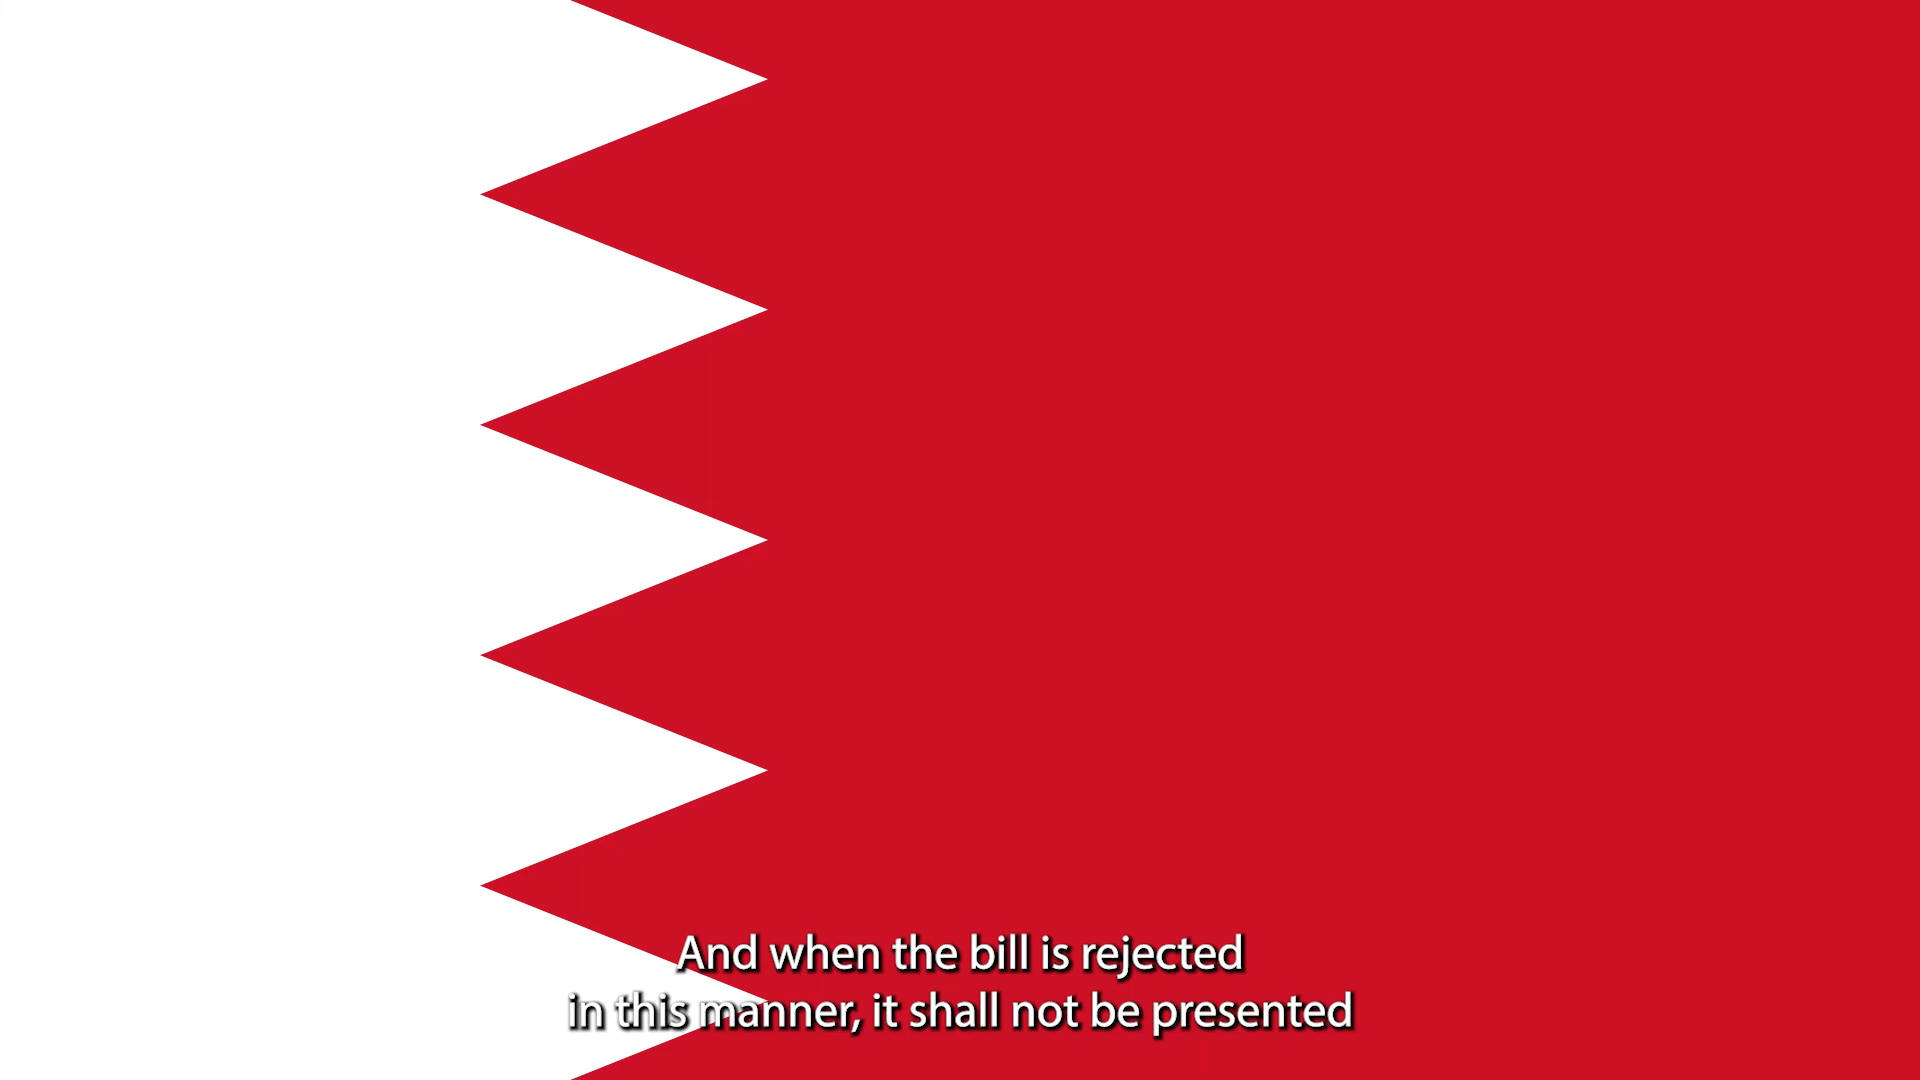 And when the bill is rejected
in this manner, it shall not be presented